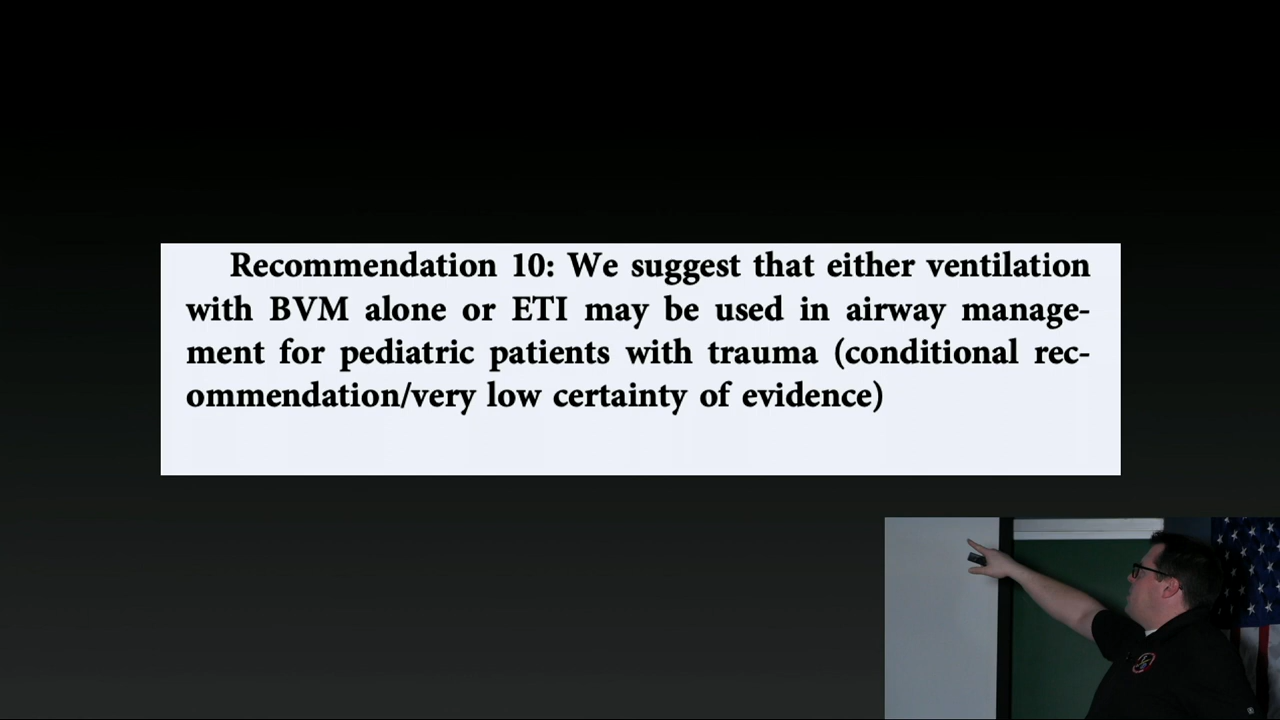 Recommendation 10: We suggest that either ventilation
with BVM alone or ETI may be used in airway manage-
ment for pediatric patients with trauma (conditional rec-
ommendation/very low certainty of evidence)